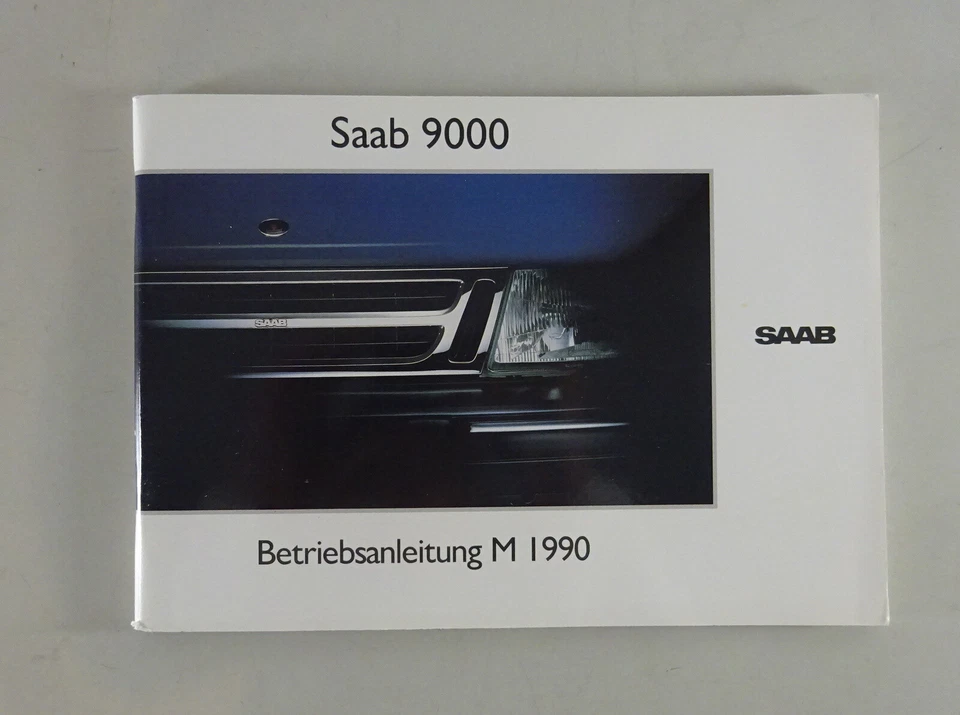 Saab 9000
SAAB
SAAB
Betriebsanleitung M 1990